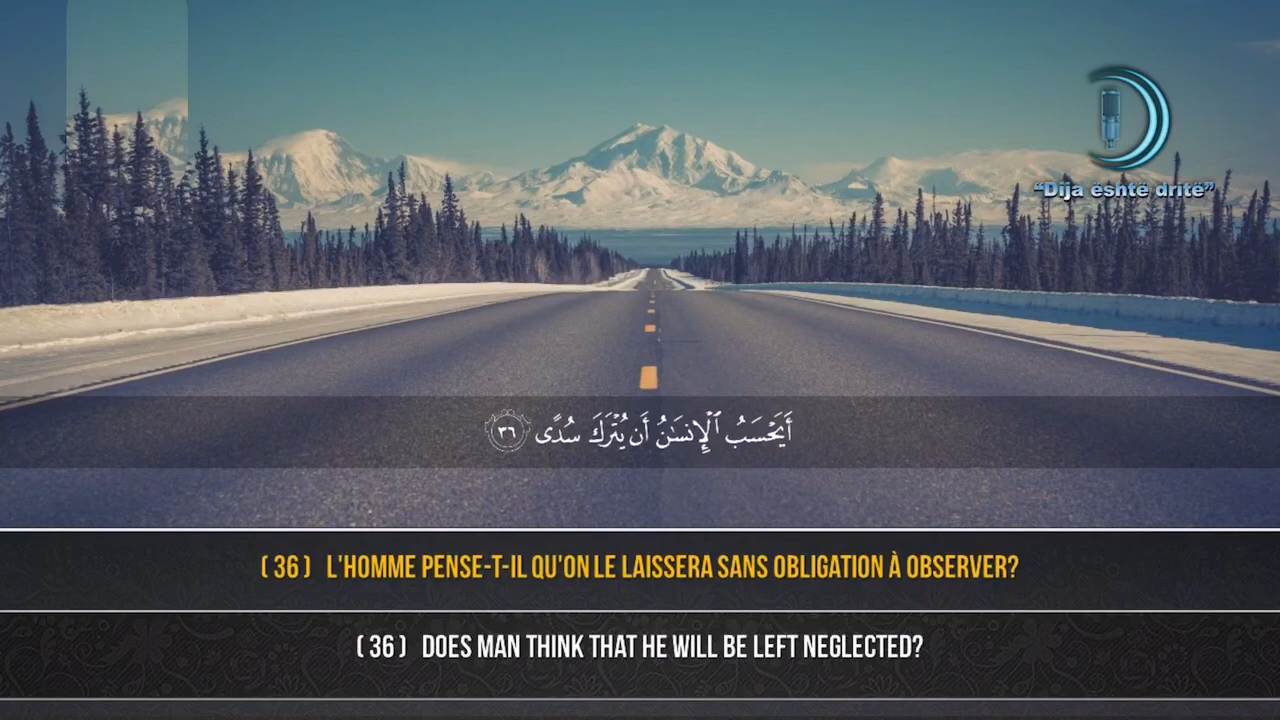 “Dija është dritë”
أَيَحْسَبُ ٱلْإِنسَٰنُ أَن يُتْرَكَ سُدًى ٣٦
( 36 ) L'HOMME PENSE-T-IL QU'ON LE LAISSERA SANS OBLIGATION À OBSERVER?
( 36 ) DOES MAN THINK THAT HE WILL BE LEFT NEGLECTED?